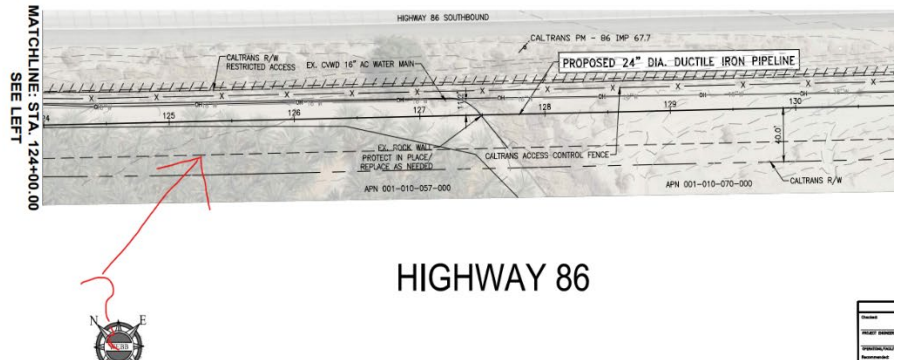 HIGHWAY 86 SOUTHBOUND
CALTRANS PM - 86 IMP 67.7
CALTRANS R/W
RESTRICTED ACCESS
EX. CVWD 16" AC WATER MAIN
PROPOSED 24" DIA. DUCTILE IRON PIPELINE
MATCHLINE: STA. 124+00.00
SEE LEFT
24 125 126 127 128 129 130
EX. ROCK WALL
PROTECT IN PLACE/
REPLACE AS NEEDED
CALTRANS ACCESS CONTROL FENCE
40.0'
CALTRANS R/W
APN 001-010-057-000
APN 001-010-070-000
?
HIGHWAY 86
N E